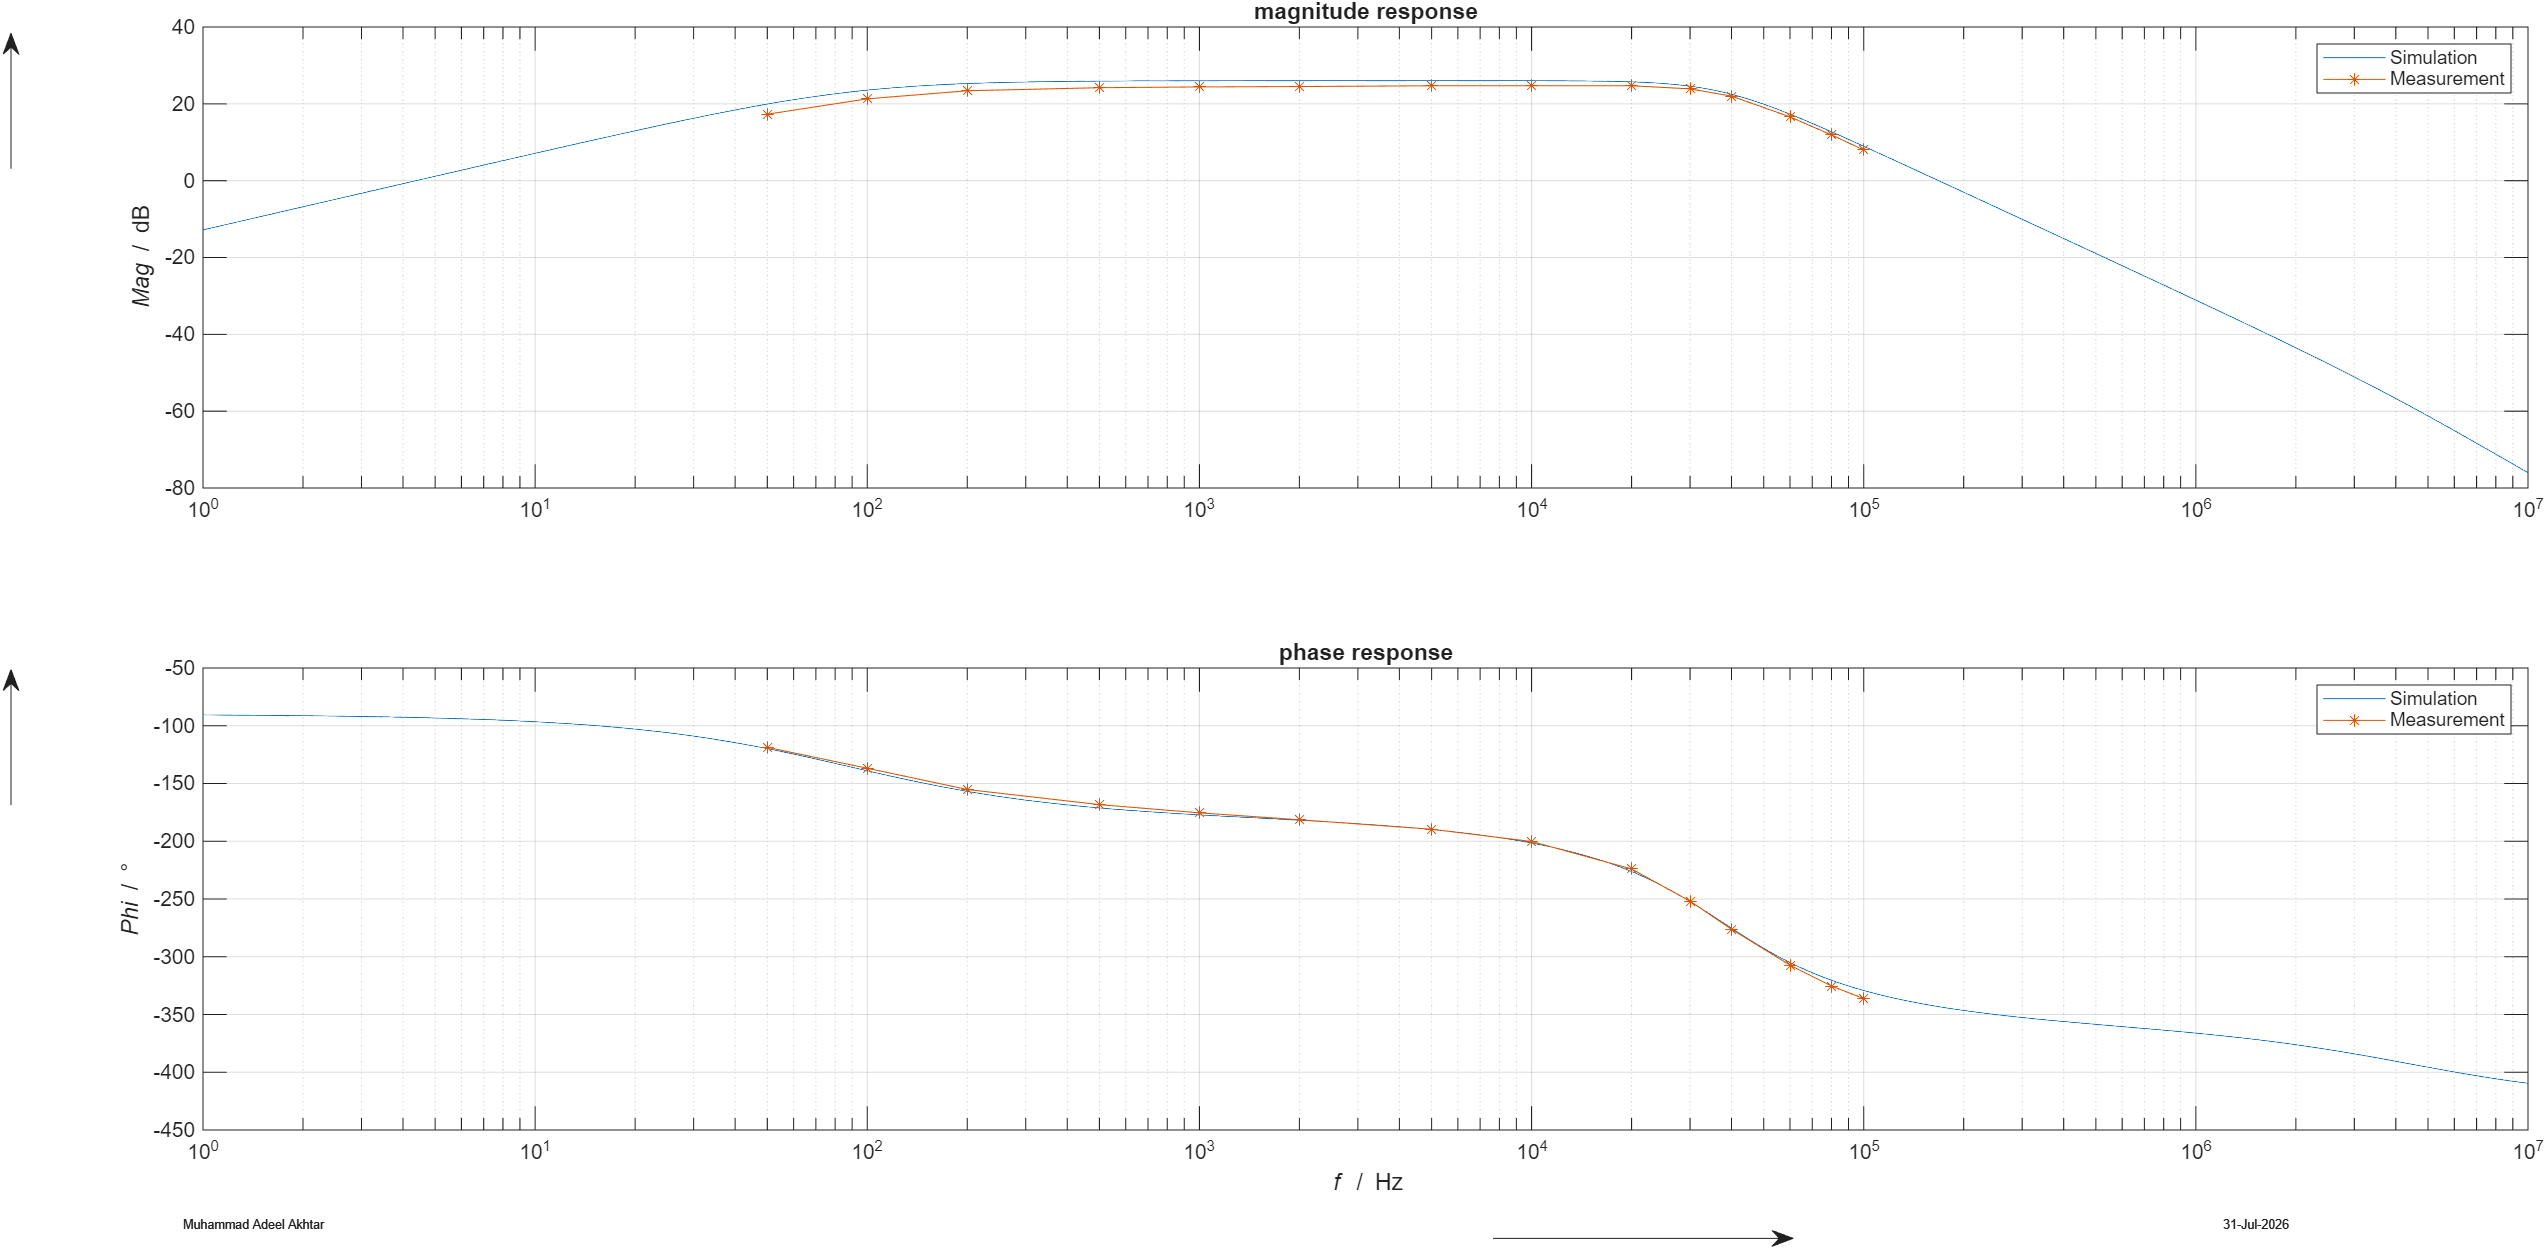 magnitude response
40
20
0
-20
-40
-60
-80
Mag / dB
Simulation
Measurement
10^0 10^1 10^2 10^3 10^4 10^5 10^6 10^7
phase response
-50
-100
-150
-200
-250
-300
-350
-400
-450
Phi / °
Simulation
Measurement
10^0 10^1 10^2 10^3 10^4 10^5 10^6 10^7
f / Hz
Muhammad Adeel Akhtar
31-Jul-2026